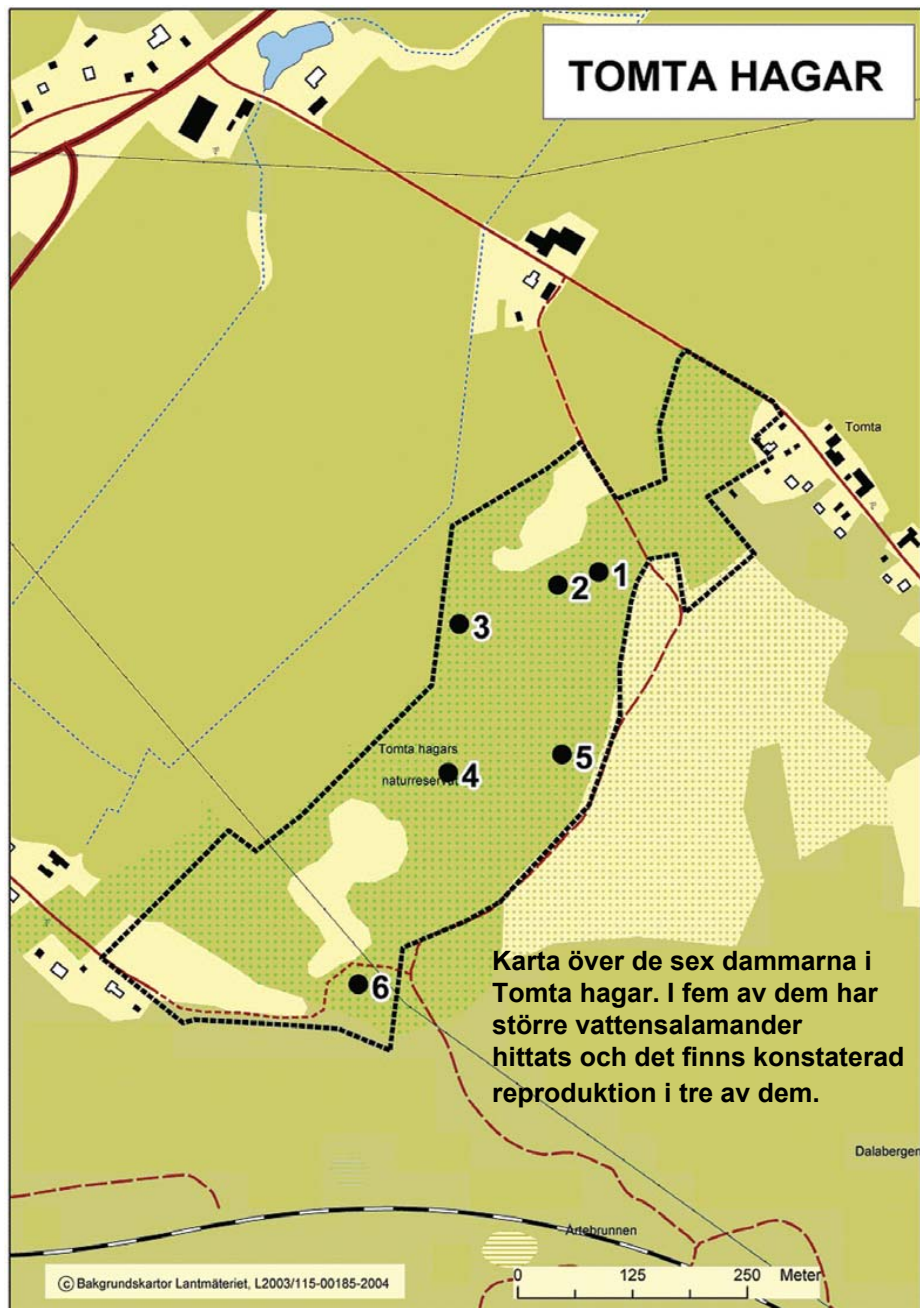 TOMTA HAGAR
Tomta
1
2
3
Tomta hagars
naturreservat
4
5
6
Karta över de sex dammarna i
Tomta hagar. I fem av dem har
större vattensalamander
hittats och det finns konstaterad
reproduktion i tre av dem.
Dalabergen
Ärtebrunnen
© Bakgrundskartor Lantmäteriet, L2003/115-00185-2004
0 125 250 Meter